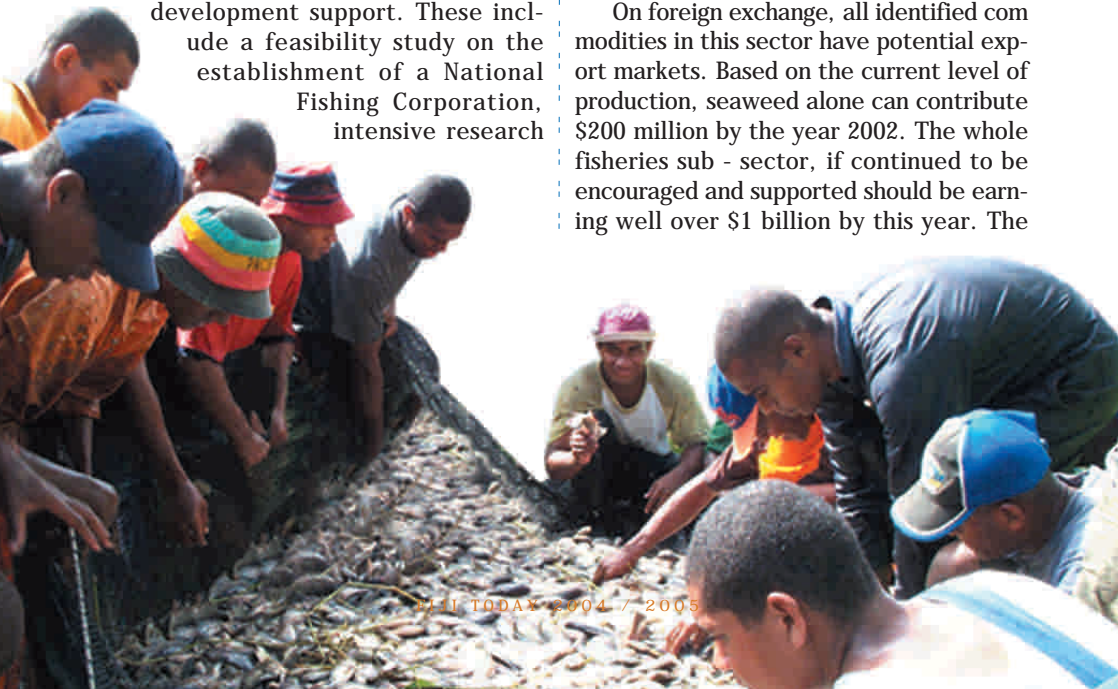 development support. These incl-
ude a feasibility study on the
establishment of a National
Fishing Corporation,
intensive research
On foreign exchange, all identified com
modities in this sector have potential exp-
ort markets. Based on the current level of
production, seaweed alone can contribute
$200 million by the year 2002. The whole
fisheries sub - sector, if continued to be
encouraged and supported should be earn-
ing well over $1 billion by this year. The
FIJI TODAY 2004 / 2005